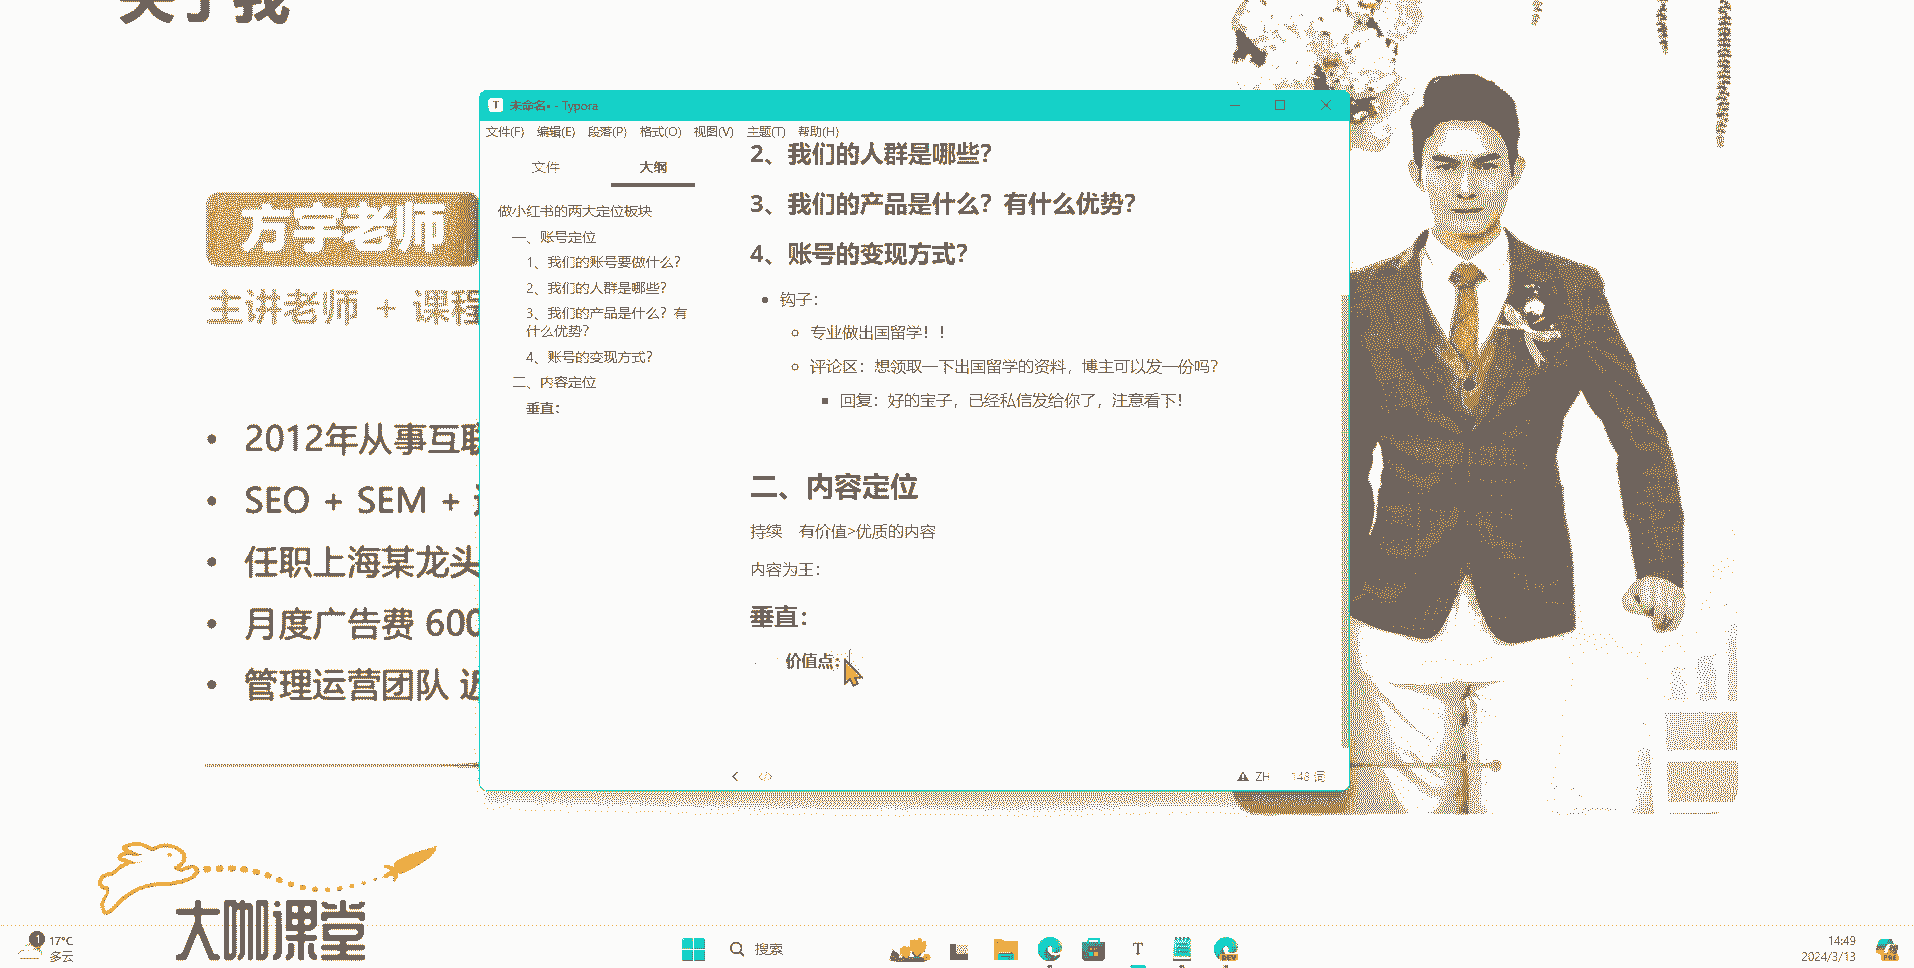 关于我
方宇老师
主讲老师 + 课程
2012年从事互联
SEO + SEM +
任职上海某龙头
月度广告费 600
管理运营团队 近
大咖课堂
未命名• - Typora
文件(F) 编辑(E) 段落(P) 格式(O) 视图(V) 主题(T) 帮助(H)
文件 大纲
做小红书的两大定位板块
一、账号定位
1、我们的账号要做什么？
2、我们的人群是哪些？
3、我们的产品是什么？有
什么优势？
4、账号的变现方式？
二、内容定位
垂直：
2、我们的人群是哪些？
3、我们的产品是什么？有什么优势？
4、账号的变现方式？
钩子：
专业做出国留学！！
评论区：想领取一下出国留学的资料，博主可以发一份吗？
回复：好的宝子，已经私信发给你了，注意看下！
二、内容定位
持续 有价值>优质的内容
内容为王：
垂直：
价值点：
ZH 148 词
1
17°C
多云
搜索
DEV
14:49
2024/3/13
PRE